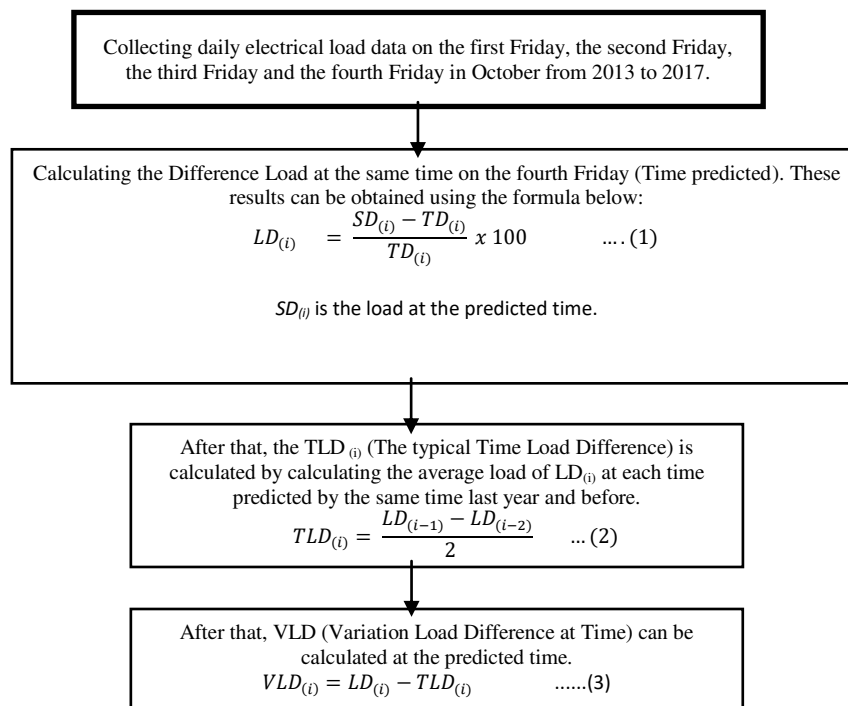 Collecting daily electrical load data on the first Friday, the second Friday,
the third Friday and the fourth Friday in October from 2013 to 2017.
Calculating the Difference Load at the same time on the fourth Friday (Time predicted). These
results can be obtained using the formula below:
LD(i) = (SD(i) − TD(i)) / TD(i) x 100 .... (1)
SD(i) is the load at the predicted time.
After that, the TLD (i) (The typical Time Load Difference) is
calculated by calculating the average load of LD(i) at each time
predicted by the same time last year and before.
TLD(i) = (LD(i−1) − LD(i−2)) / 2 ... (2)
After that, VLD (Variation Load Difference at Time) can be
calculated at the predicted time.
VLD(i) = LD(i) − TLD(i) ......(3)